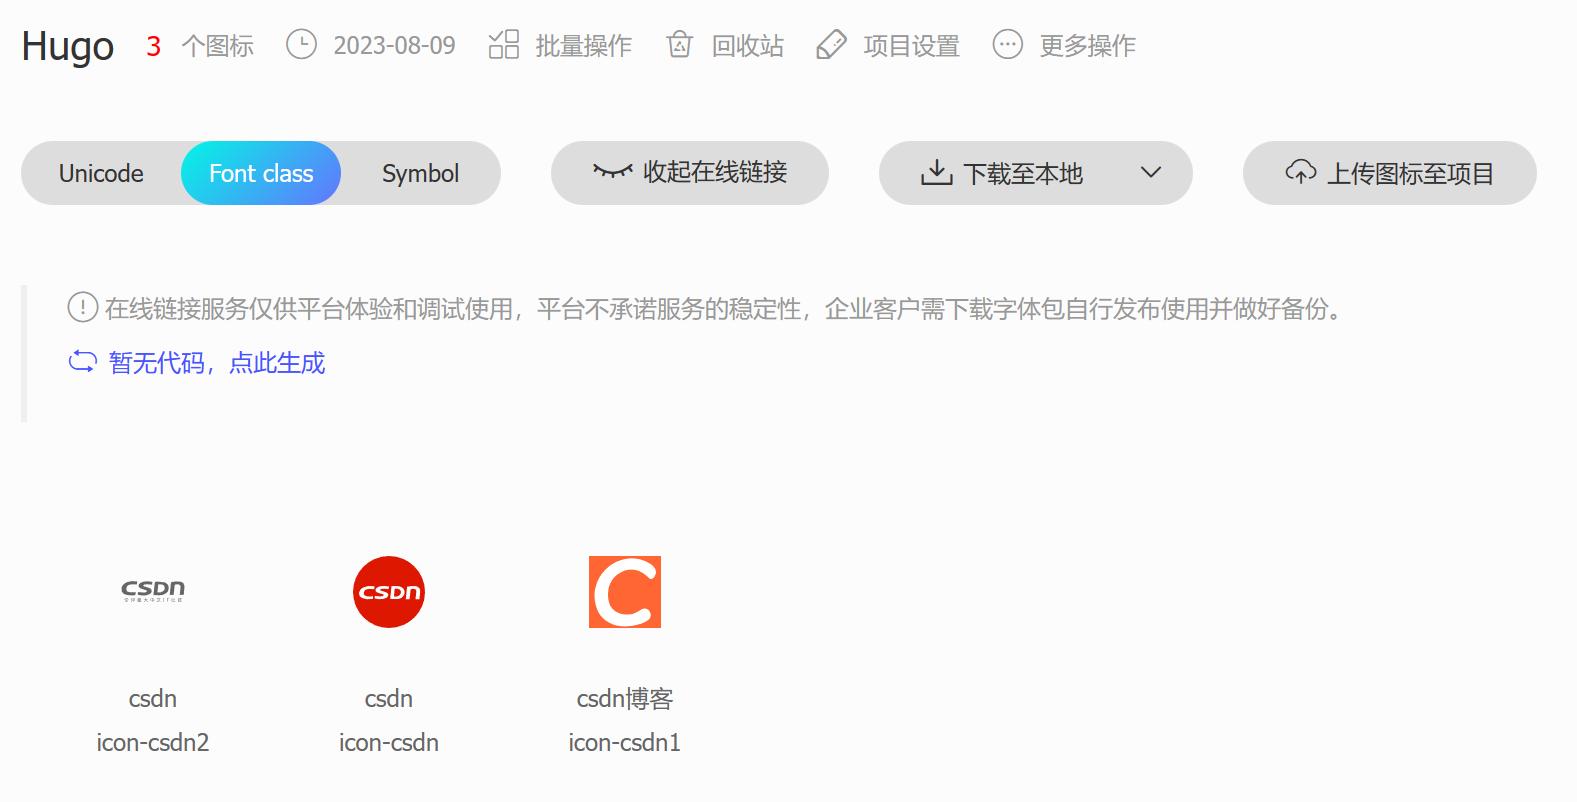 Hugo 3 个图标 2023-08-09 批量操作 回收站 项目设置 更多操作
Unicode Font class Symbol 收起在线链接 下载至本地 上传图标至项目
在线链接服务仅供平台体验和调试使用，平台不承诺服务的稳定性，企业客户需下载字体包自行发布使用并做好备份。
暂无代码，点此生成
CSDN CSDN C
csdn csdn csdn博客
icon-csdn2 icon-csdn icon-csdn1